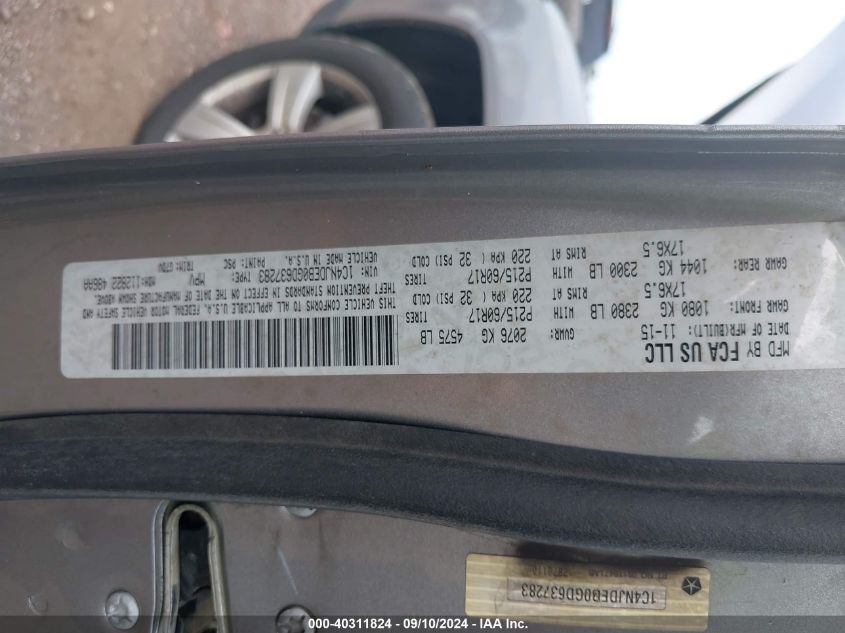 MFD BY FCA US LLC
DATE OF MFR(BUILT): 11-15
GVWR: 2076 KG 4575 LB
GAWR FRONT: 1080 KG 2380 LB WITH P215/60R17 TIRES
17X6.5 RIMS AT 220 KPA ( 32 PSI) COLD
GAWR REAR: 1044 KG 2300 LB WITH P215/60R17 TIRES
17X6.5 RIMS AT 220 KPA ( 32 PSI) COLD
THIS VEHICLE CONFORMS TO ALL APPLICABLE U.S.A. FEDERAL MOTOR VEHICLE SAFETY AND
THEFT PREVENTION STANDARDS IN EFFECT ON THE DATE OF MANUFACTURE SHOWN ABOVE.
VIN: 1C4NJDEB0GD637283 TYPE: MPV MDH:112922 486AA
VEHICLE MADE IN U.S.A. PAINT: PSC TRIM:
1C4NJDEB0GD637283
000-40311824 - 09/10/2024 - IAA Inc.